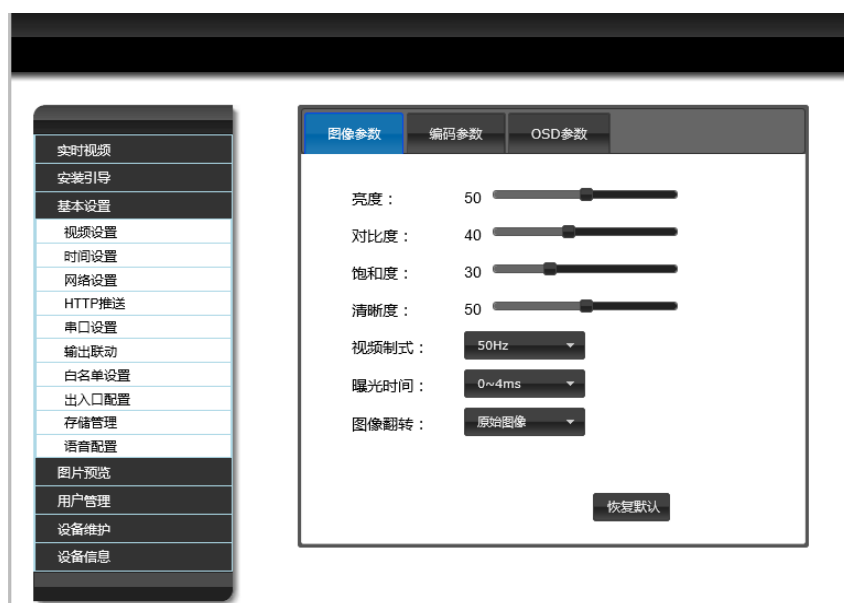 实时视频
安装引导
基本设置
视频设置
时间设置
网络设置
HTTP推送
串口设置
输出联动
白名单设置
出入口配置
存储管理
语音配置
图片预览
用户管理
设备维护
设备信息
图像参数 编码参数 OSD参数
亮度： 50
对比度： 40
饱和度： 30
清晰度： 50
视频制式： 50Hz
曝光时间： 0~4ms
图像翻转： 原始图像
恢复默认